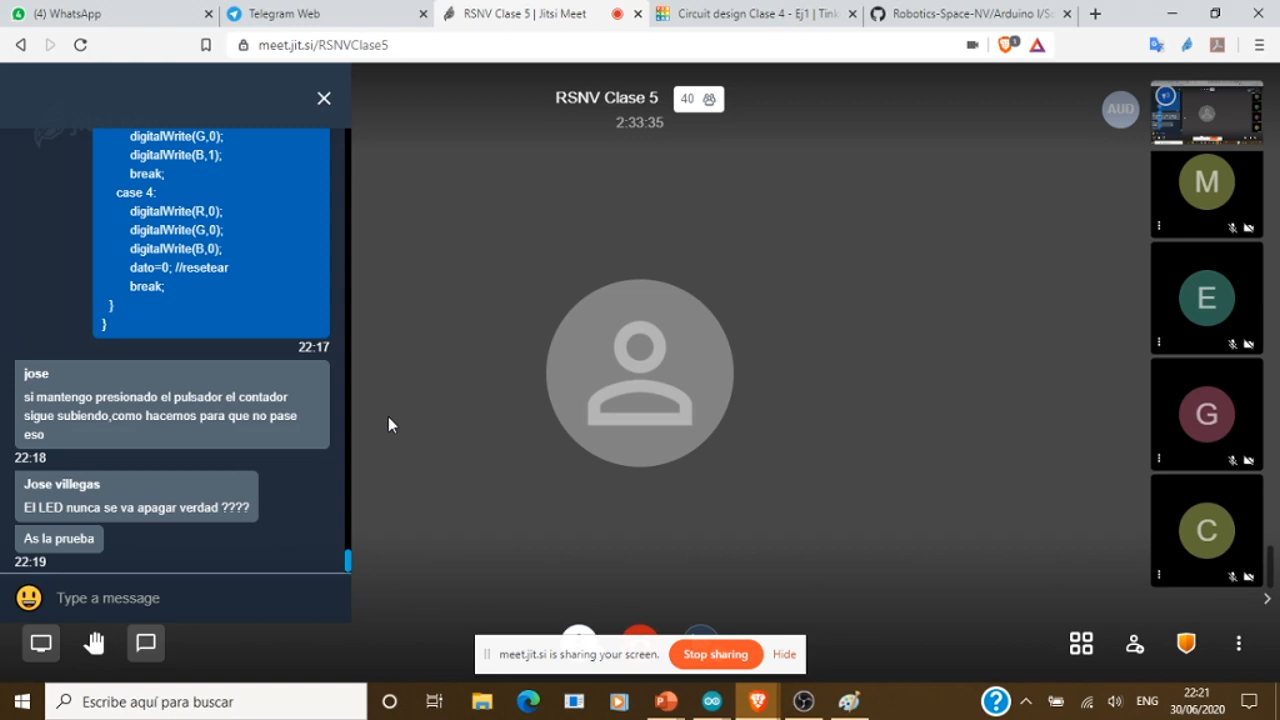 (4) WhatsApp
Telegram Web
RSNV Clase 5 | Jitsi Meet
Circuit design Clase 4 - Ej1 | Tink
Robotics-Space-NV/Arduino I/Sc
meet.jit.si/RSNVClase5
RSNV Clase 5
40
2:33:35
AUD
digitalWrite(G,0);
digitalWrite(B,1);
break;
case 4:
digitalWrite(R,0);
digitalWrite(G,0);
digitalWrite(B,0);
dato=0; //resetear
break;
}
}
22:17
jose
si mantengo presionado el pulsador el contador
sigue subiendo,como hacemos para que no pase
eso
22:18
Jose villegas
El LED nunca se va apagar verdad ????
As la prueba
22:19
Type a message
M
E
G
C
meet.jit.si is sharing your screen.
Stop sharing
Hide
Escribe aquí para buscar
ENG
22:21
30/06/2020